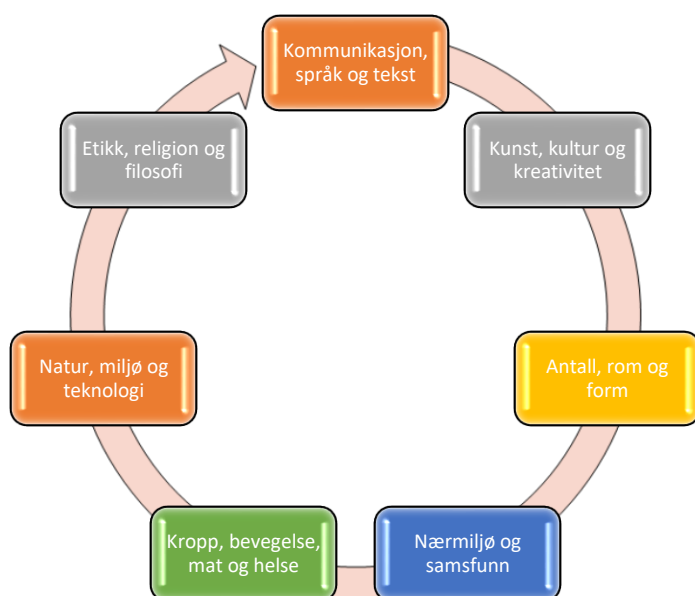 Kommunikasjon,
språk og tekst
Kunst, kultur og
kreativitet
Antall, rom og
form
Nærmiljø og
samsfunn
Kropp, bevegelse,
mat og helse
Natur, miljø og
teknologi
Etikk, religion og
filosofi